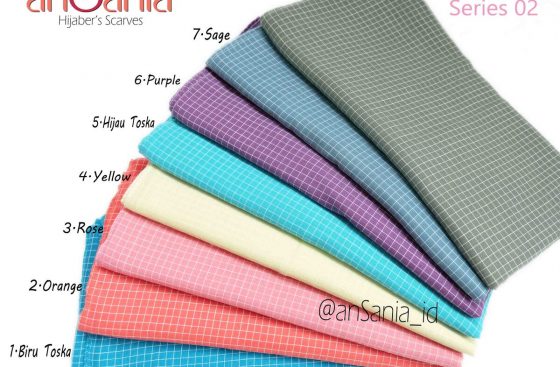 anSania
Hijaber's Scarves
Series 02
7.Sage
6.Purple
5.Hijau Toska
4.Yellow
3.Rose
2.Orange
1.Biru Toska
@anSania_id